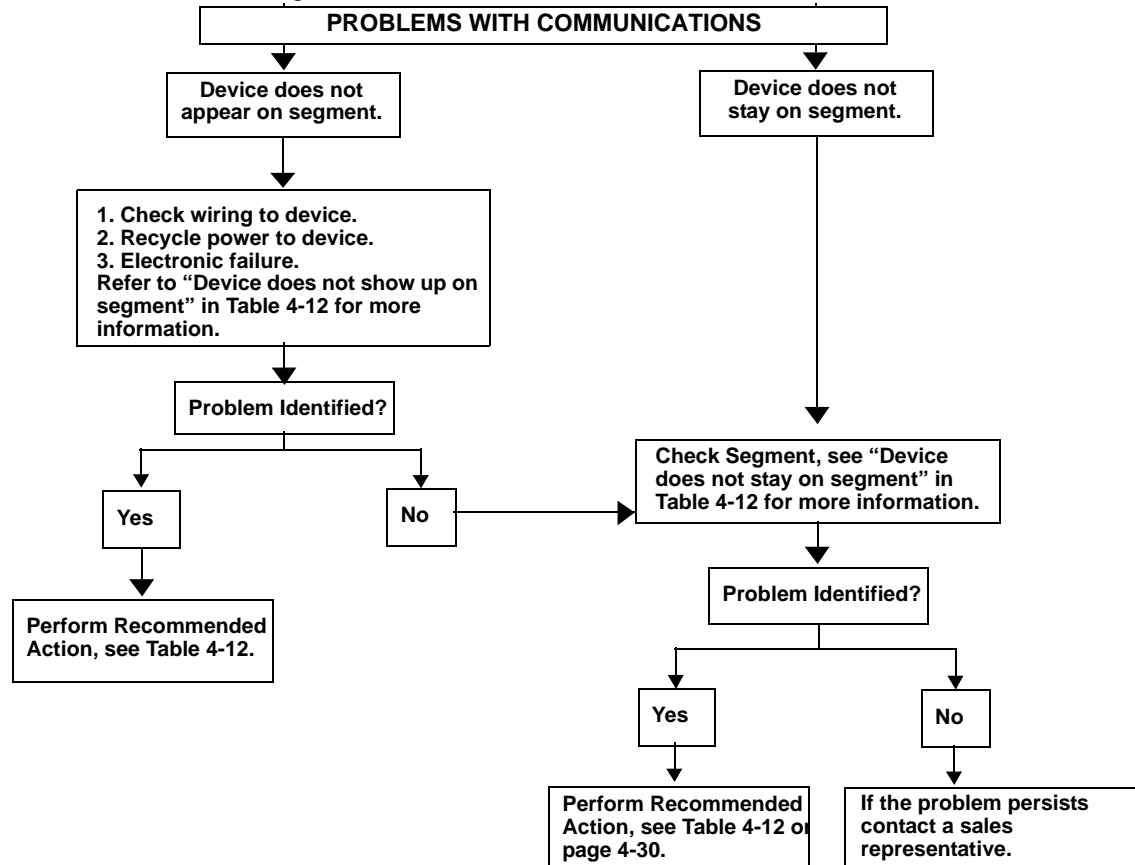 PROBLEMS WITH COMMUNICATIONS
Device does not
appear on segment.
Device does not
stay on segment.
1. Check wiring to device.
2. Recycle power to device.
3. Electronic failure.
Refer to “Device does not show up on
segment” in Table 4-12 for more
information.
Problem Identified?
Yes
No
Perform Recommended
Action, see Table 4-12.
Check Segment, see “Device
does not stay on segment” in
Table 4-12 for more information.
Problem Identified?
Yes
No
Perform Recommended
Action, see Table 4-12 on
page 4-30.
If the problem persists
contact a sales
representative.